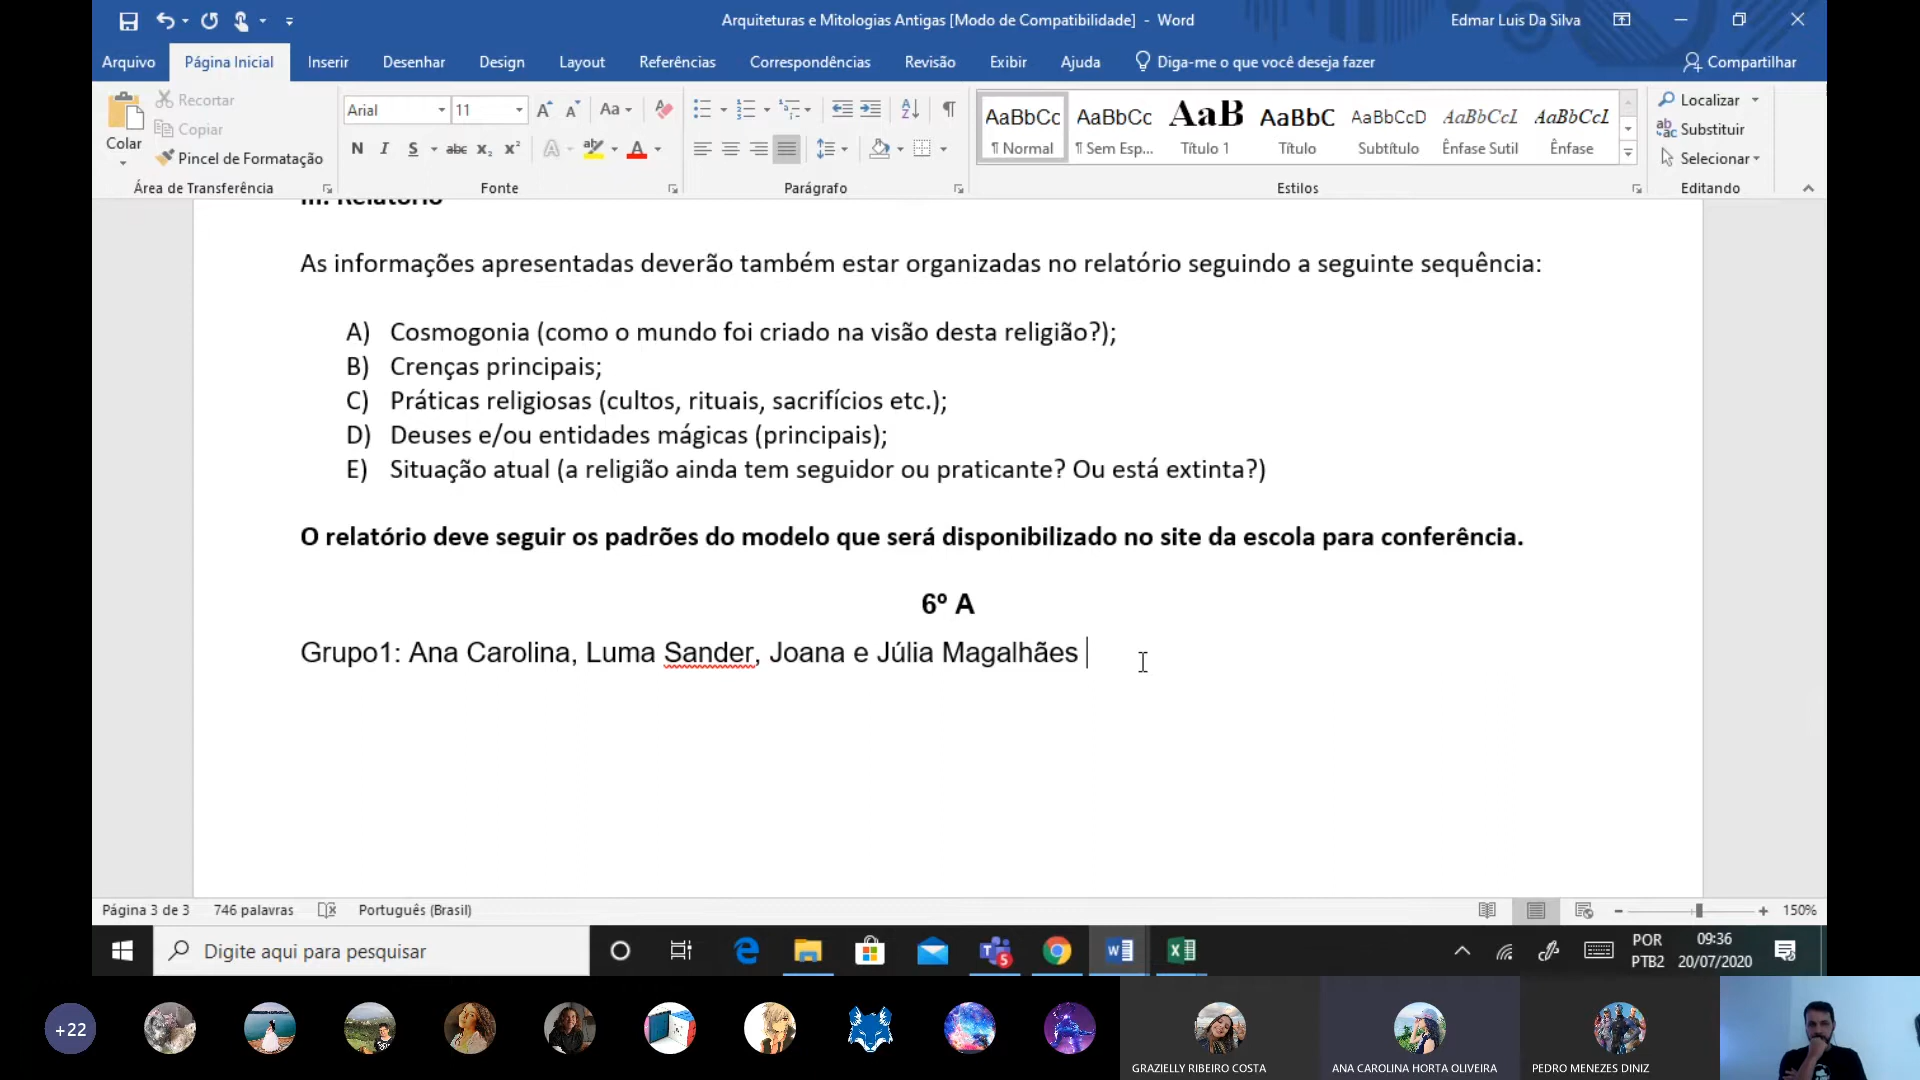 Arquiteturas e Mitologias Antigas [Modo de Compatibilidade] - Word
Edmar Luis Da Silva
Arquivo
Página Inicial
Inserir
Desenhar
Design
Layout
Referências
Correspondências
Revisão
Exibir
Ajuda
Diga-me o que você deseja fazer
Compartilhar
Colar
Recortar
Copiar
Pincel de Formatação
Área de Transferência
Arial
11
Fonte
Parágrafo
AaBbCc
¶ Normal
AaBbCc
¶ Sem Esp...
AaB
Título 1
AaBbC
Título
AaBbCcD
Subtítulo
AaBbCcL
Ênfase Sutil
AaBbCcL
Ênfase
Estilos
Localizar
Substituir
Selecionar
Editando
III. Relatório
As informações apresentadas deverão também estar organizadas no relatório seguindo a seguinte sequência:
A) Cosmogonia (como o mundo foi criado na visão desta religião?);
B) Crenças principais;
C) Práticas religiosas (cultos, rituais, sacrifícios etc.);
D) Deuses e/ou entidades mágicas (principais);
E) Situação atual (a religião ainda tem seguidor ou praticante? Ou está extinta?)
O relatório deve seguir os padrões do modelo que será disponibilizado no site da escola para conferência.
6º A
Grupo1: Ana Carolina, Luma Sander, Joana e Júlia Magalhães
Página 3 de 3
746 palavras
Português (Brasil)
150%
Digite aqui para pesquisar
POR
PTB2
09:36
20/07/2020
+22
GRAZIELLY RIBEIRO COSTA
ANA CAROLINA HORTA OLIVEIRA
PEDRO MENEZES DINIZ